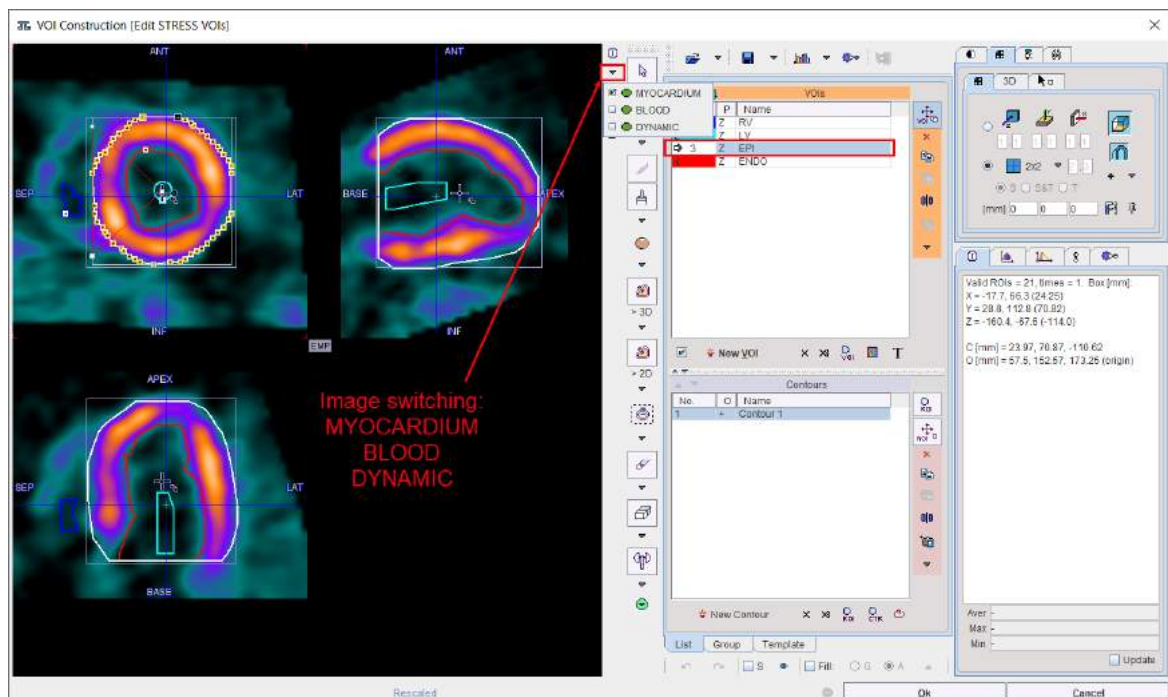 VOI Construction [Edit STRESS VOIs]
ANT
SEP
LAT
INF
ANT
BASE
APEX
INF
EMP
APEX
SEP
LAT
BASE
Image switching:
MYOCARDIUM
BLOOD
DYNAMIC
MYOCARDIUM
BLOOD
DYNAMIC
> 3D
> 2D
VOIs
P Name
Z RV
Z LV
3 Z EPI
Z ENDO
New VOI
Contours
No. O Name
1 + Contour 1
New Contour
List Group Template
S Fill G A
3D
2x2
S S&T T
[mm] 0 0 0
Valid ROIs = 21, times = 1. Box [mm]:
X = -17.7, 66.3 (24.25)
Y = 28.8, 112.8 (70.82)
Z = -160.4, -67.6 (-114.0)
C [mm] = 23.97, 70.87, -116.62
O [mm] = 57.5, 152.57, 173.25 (origin)
Aver -
Max -
Min -
Update
Rescaled
Ok
Cancel